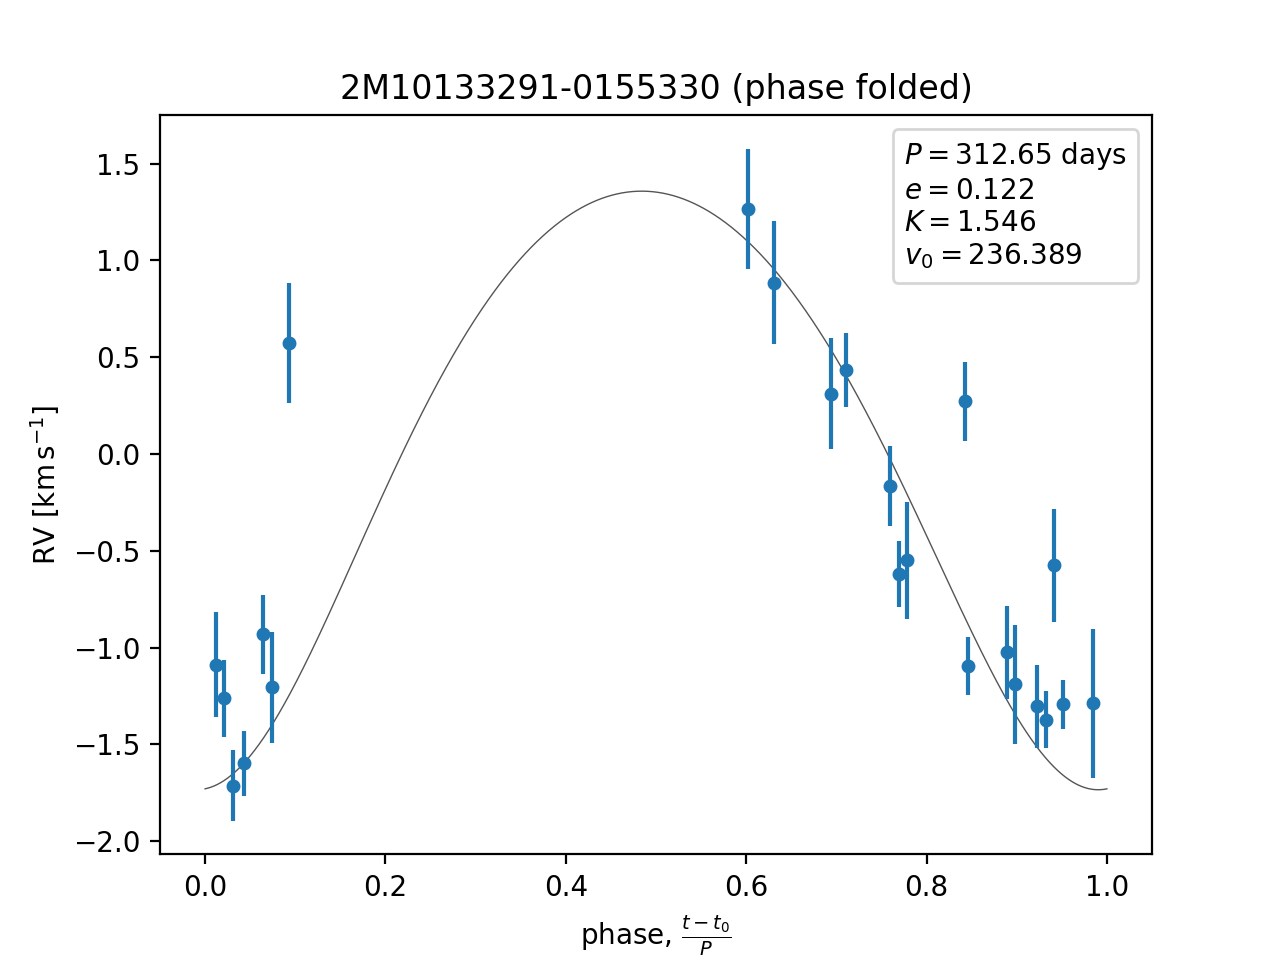 2M10133291-0155330 (phase folded)
P = 312.65 days
e = 0.122
K = 1.546
v₀ = 236.389
RV [km s⁻¹]
1.5
1.0
0.5
0.0
−0.5
−1.0
−1.5
−2.0
0.0 0.2 0.4 0.6 0.8 1.0
phase, (t − t₀)/P